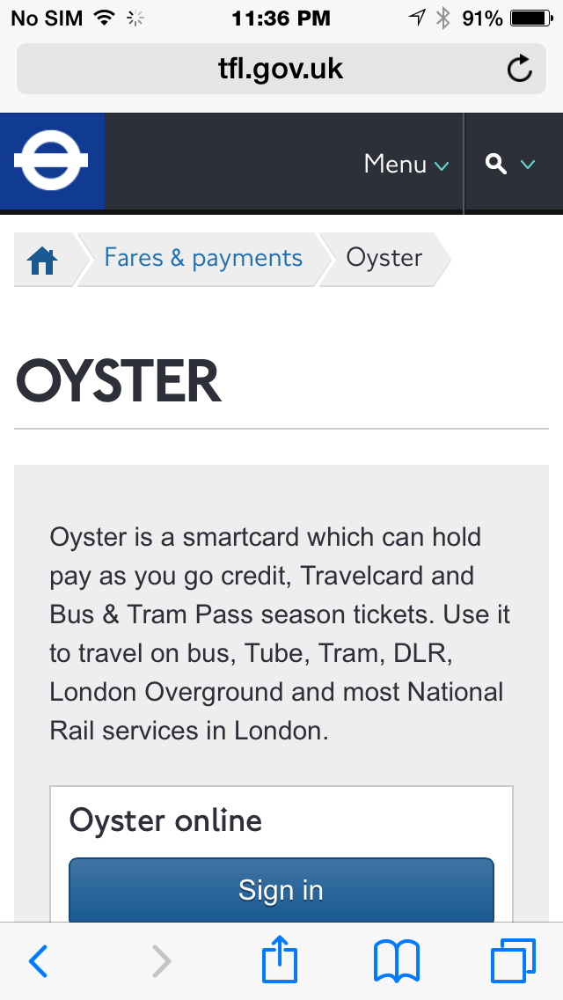 No SIM 11:36 PM 91%
tfl.gov.uk
Menu
Fares & payments Oyster
OYSTER
Oyster is a smartcard which can hold
pay as you go credit, Travelcard and
Bus & Tram Pass season tickets. Use it
to travel on bus, Tube, Tram, DLR,
London Overground and most National
Rail services in London.
Oyster online
Sign in